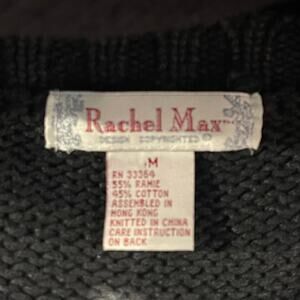 Rachel Max™
DESIGN COPYRIGHTED ©
M
RN 33364
55% RAMIE
45% COTTON
ASSEMBLED IN
HONG KONG
KNITTED IN CHINA
CARE INSTRUCTION
ON BACK